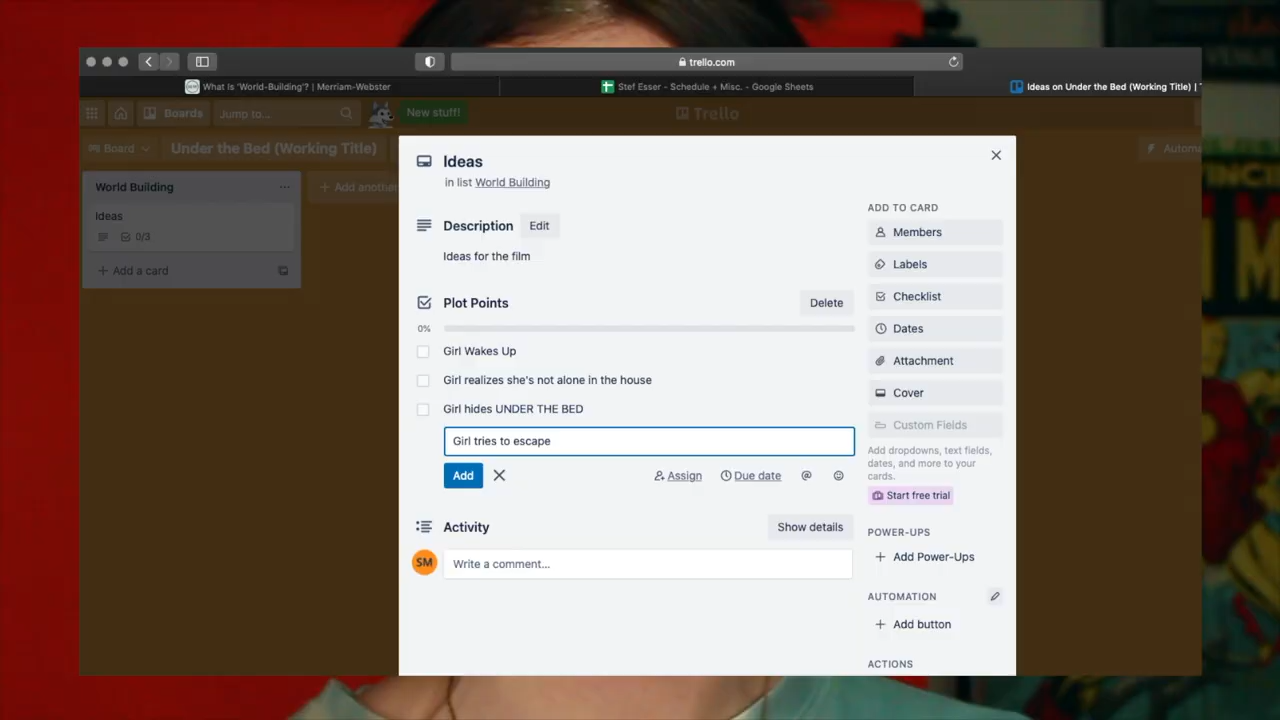 trello.com
What Is 'World-Building'? | Merriam-Webster
Stef Esser - Schedule + Misc. - Google Sheets
Ideas on Under the Bed (Working Title) |
Boards
Jump to...
New stuff!
Trello
Board
Under the Bed (Working Title)
World Building
Add another
Ideas
0/3
Add a card
Ideas
in list World Building
Description
Edit
Ideas for the film
Plot Points
Delete
0%
Girl Wakes Up
Girl realizes she's not alone in the house
Girl hides UNDER THE BED
Girl tries to escape
Add
Assign
Due date
@
Activity
Show details
SM
Write a comment...
ADD TO CARD
Members
Labels
Checklist
Dates
Attachment
Cover
Custom Fields
Add dropdowns, text fields,
dates, and more to your
cards.
Start free trial
POWER-UPS
+ Add Power-Ups
AUTOMATION
+ Add button
ACTIONS